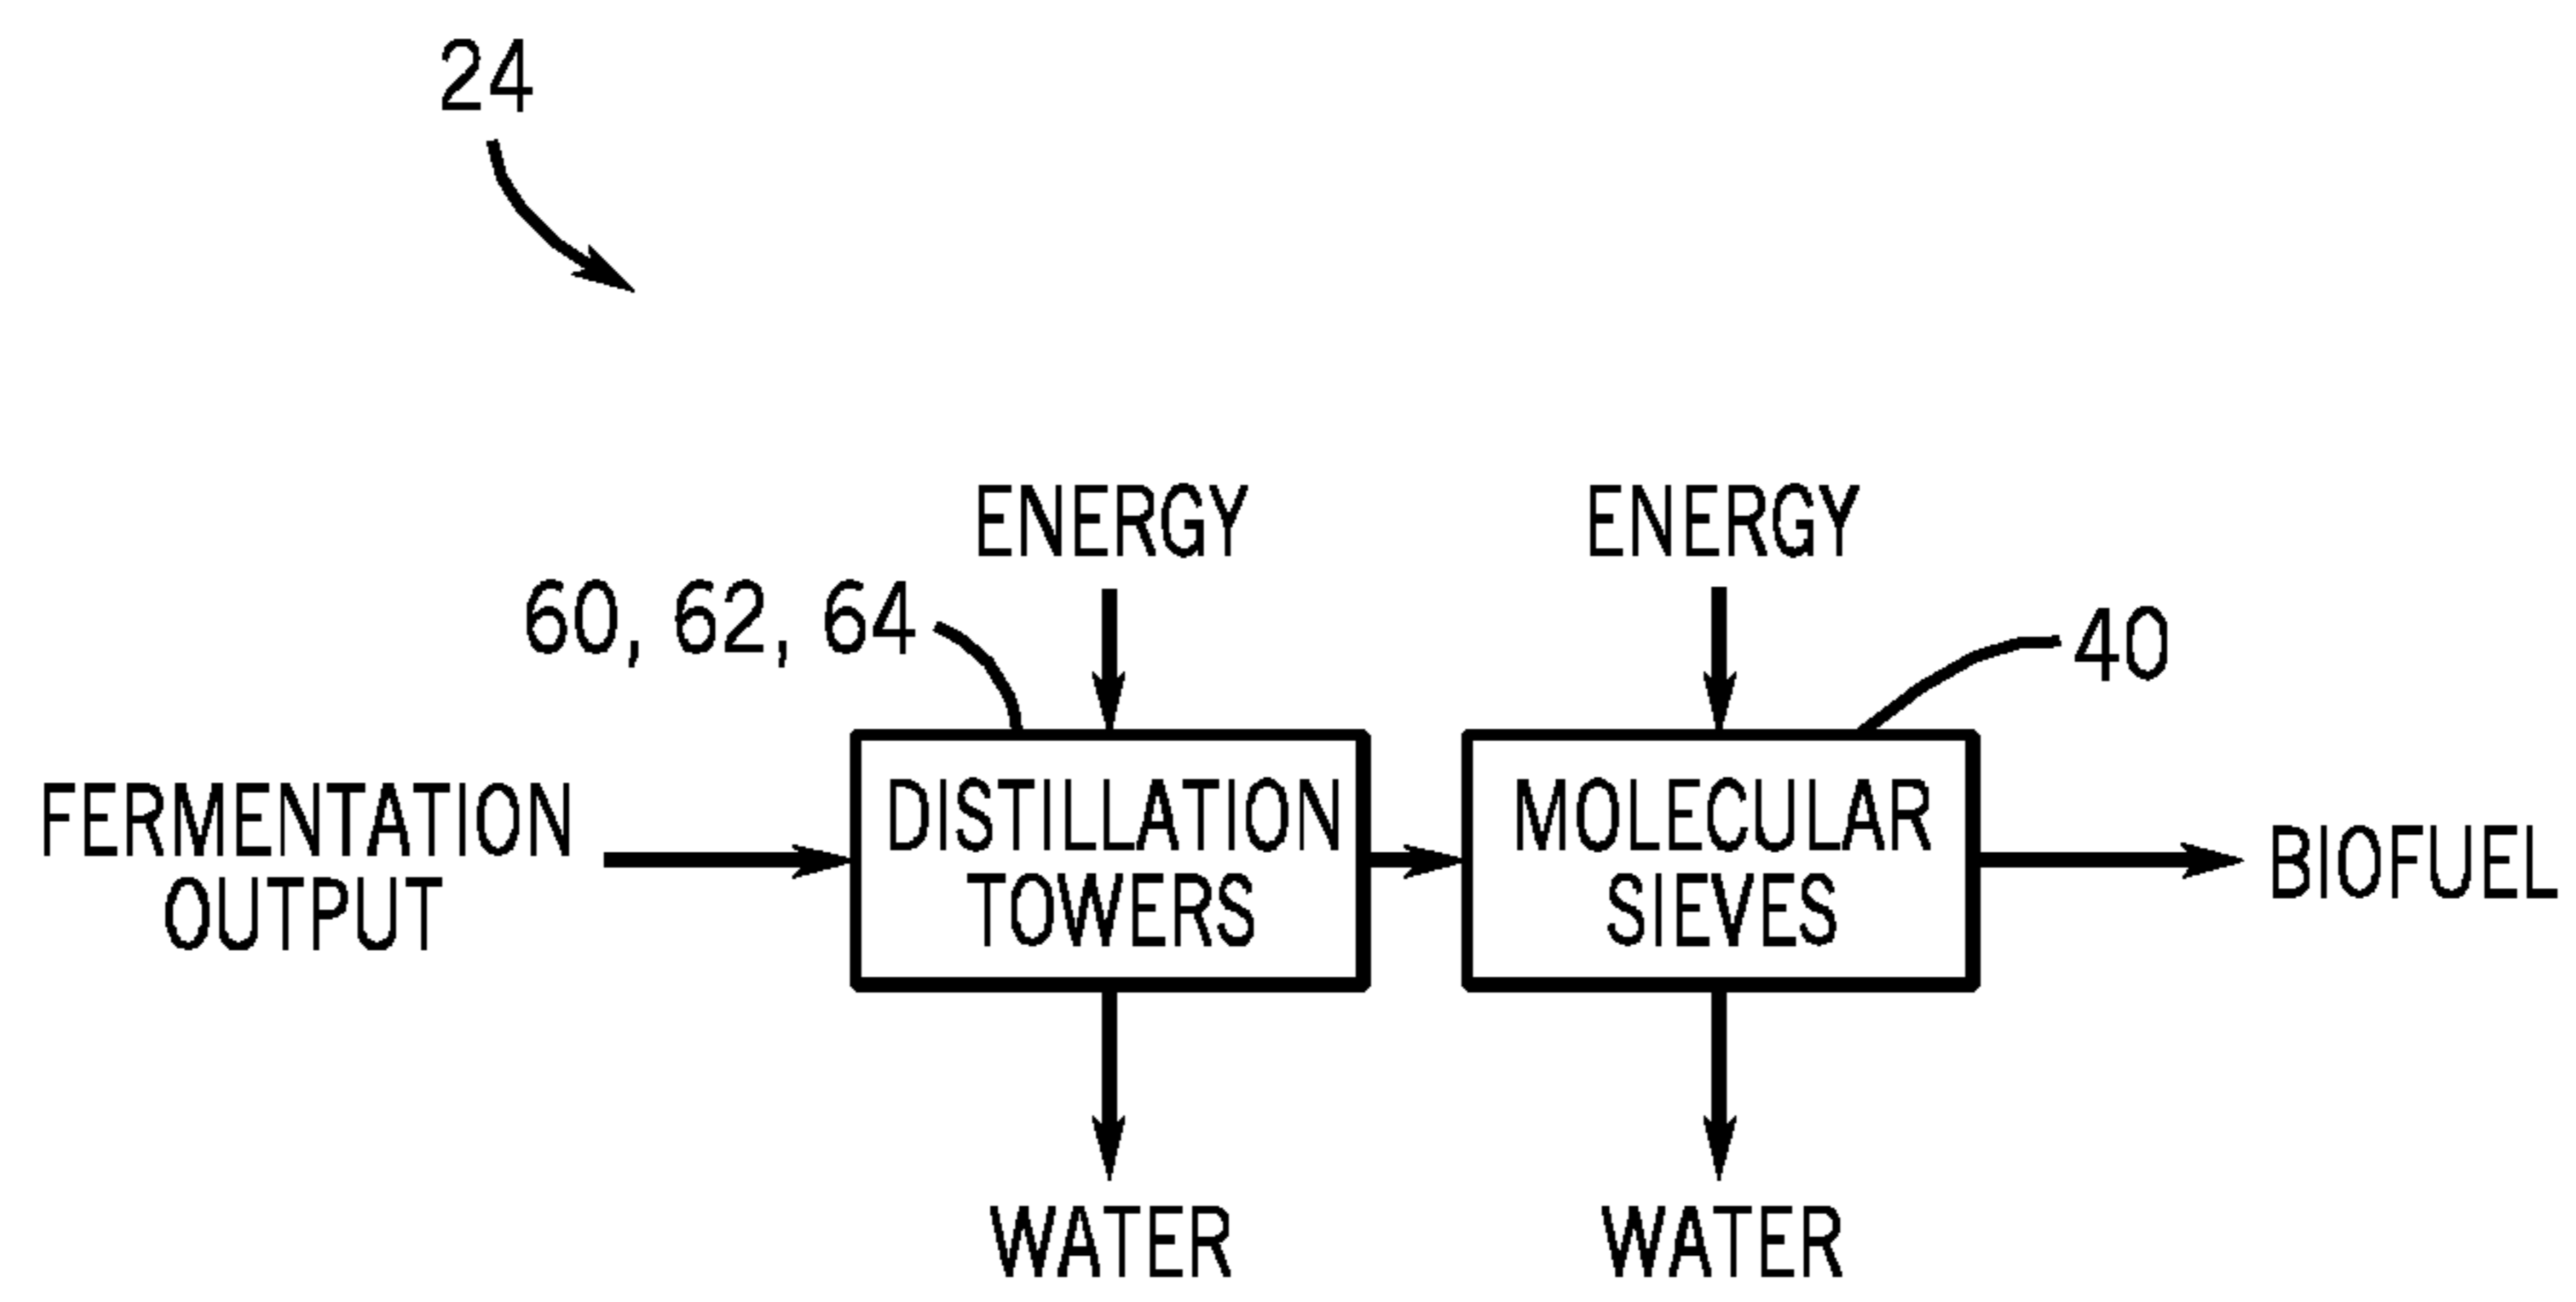 24
ENERGY
ENERGY
60, 62, 64
40
FERMENTATION
OUTPUT
DISTILLATION
TOWERS
MOLECULAR
SIEVES
BIOFUEL
WATER
WATER